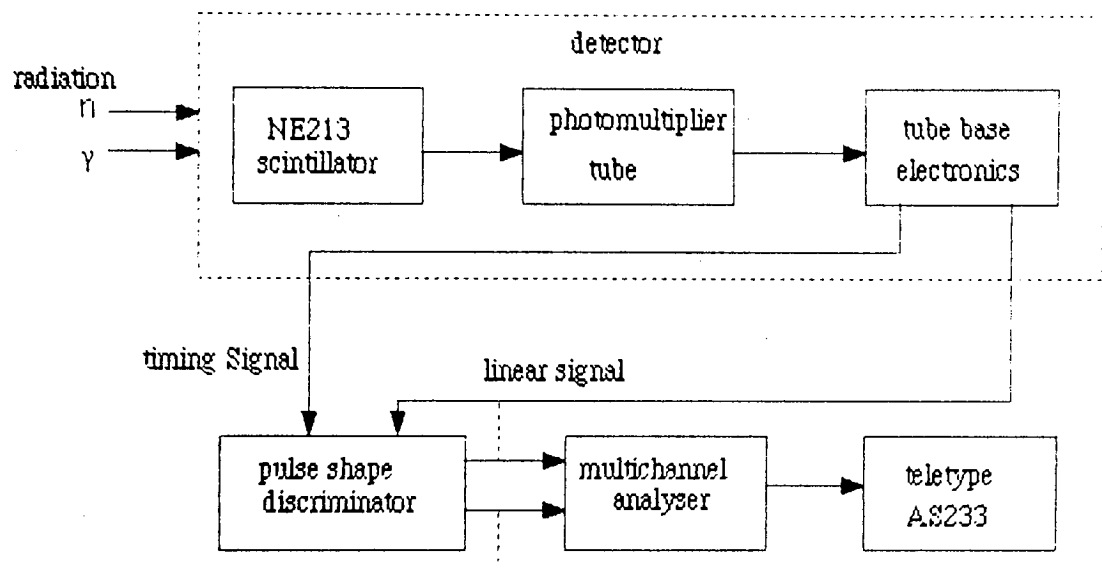 detector
radiation
n
γ
NE213
scintillator
photomultiplier
tube
tube base
electronics
timing Signal
linear signal
pulse shape
discriminator
multichannel
analyser
teletype
AS233